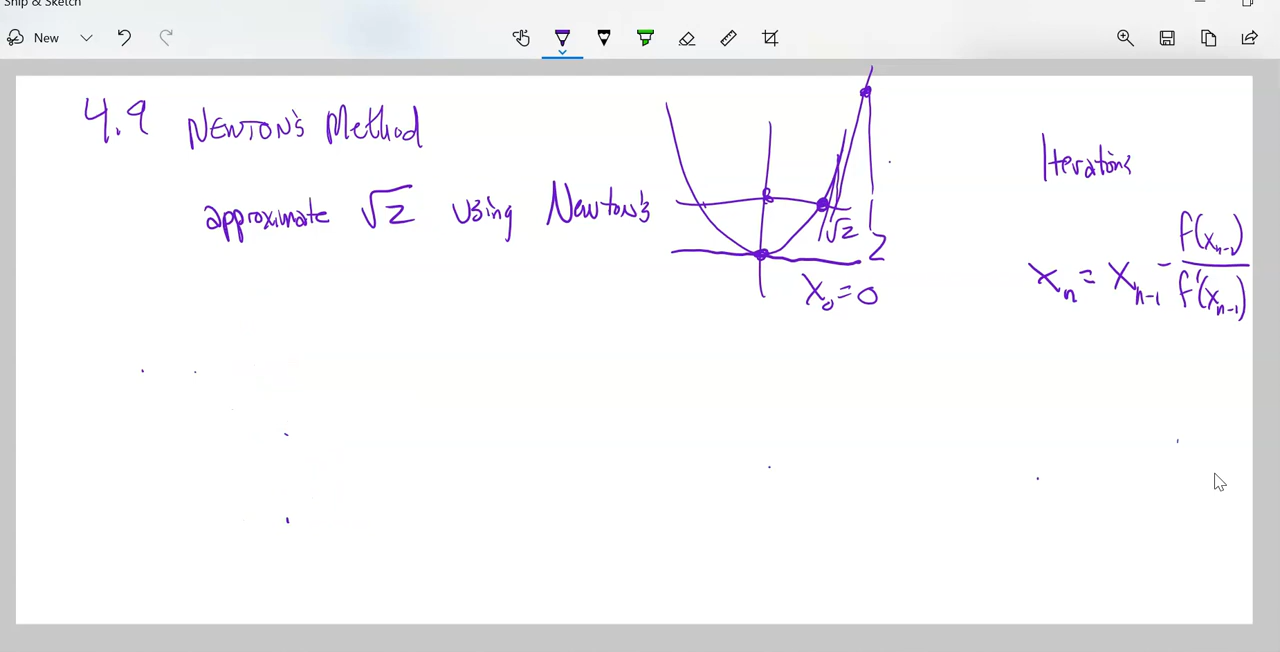 Snip & Sketch
New
4.9 NEWTON'S Method
approximate √2 using Newton's
√2
2
x₀ = 0
Iterations
xₙ = xₙ₋₁ - f(xₙ₋₁) / f'(xₙ₋₁)